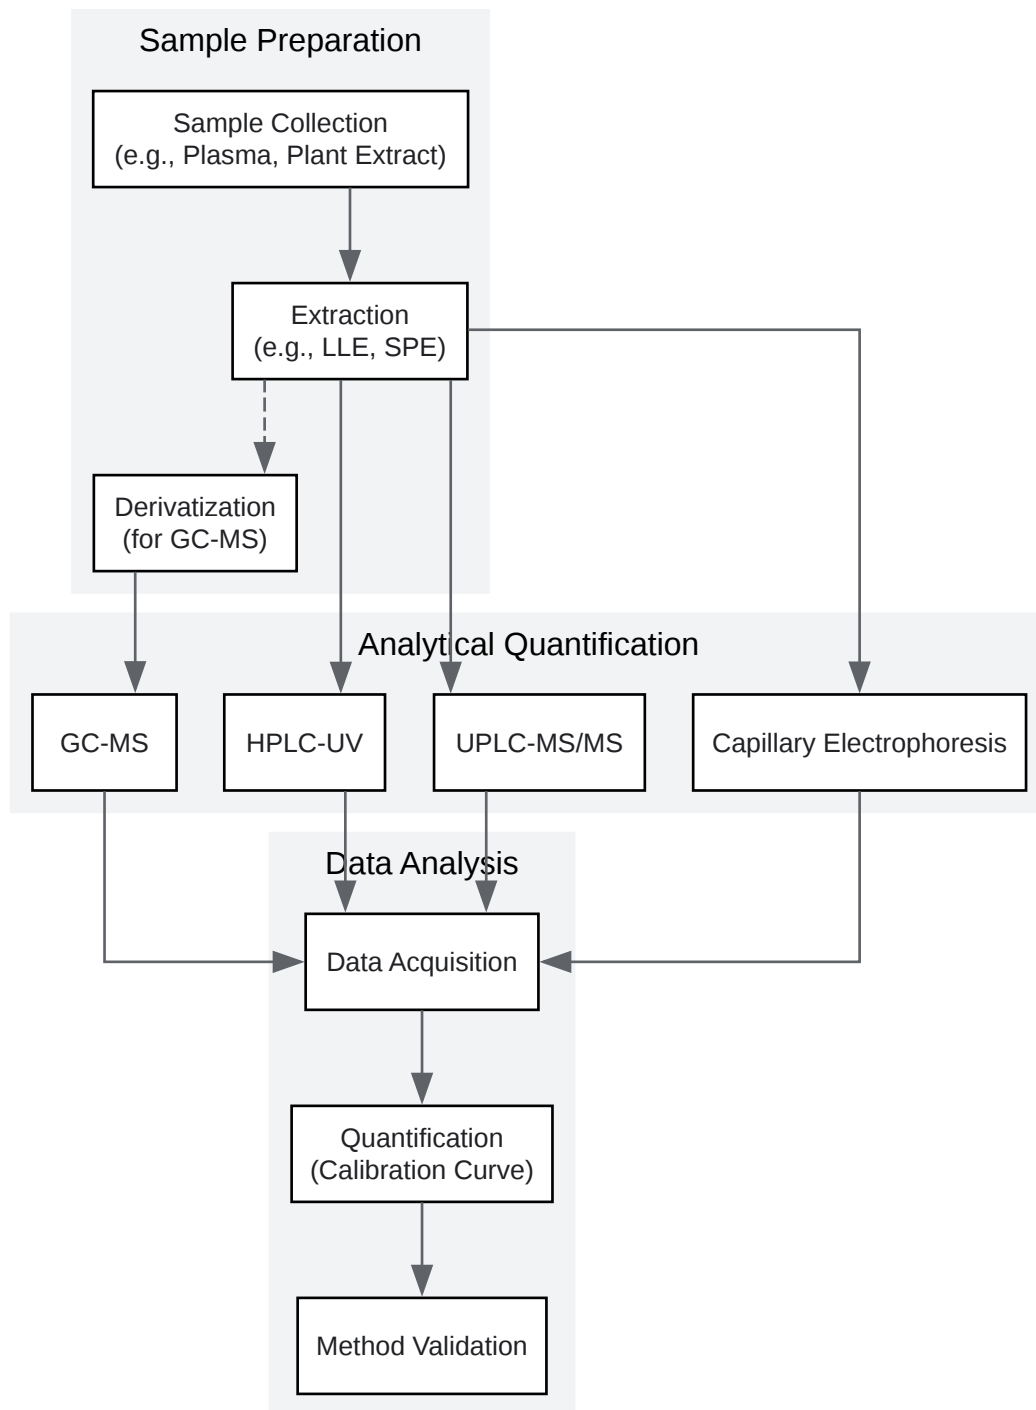 Sample Preparation
Sample Collection
(e.g., Plasma, Plant Extract)
Extraction
(e.g., LLE, SPE)
Derivatization
(for GC-MS)
Analytical Quantification
GC-MS
HPLC-UV
UPLC-MS/MS
Capillary Electrophoresis
Data Analysis
Data Acquisition
Quantification
(Calibration Curve)
Method Validation